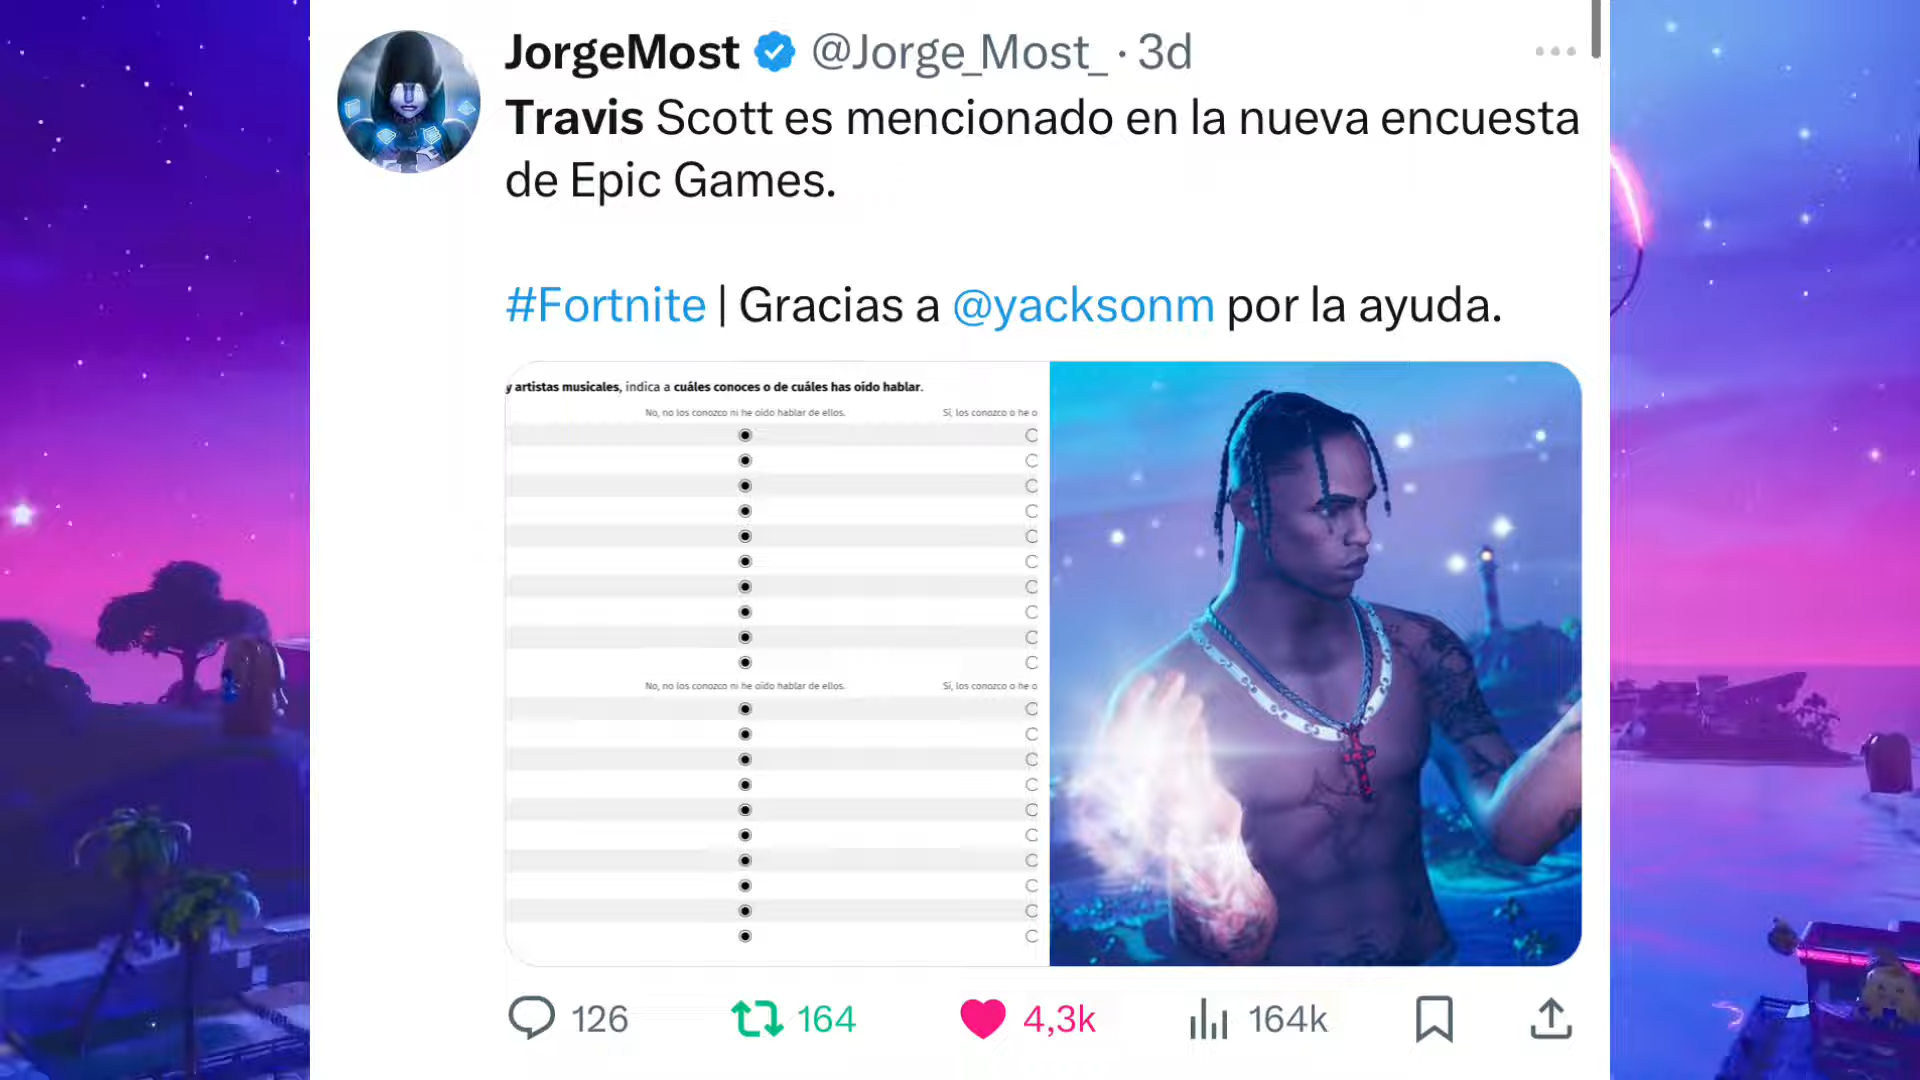 JorgeMost @Jorge_Most_ · 3d
Travis Scott es mencionado en la nueva encuesta
de Epic Games.
#Fortnite | Gracias a @yacksonm por la ayuda.
y artistas musicales, indica a cuáles conoces o de cuáles has oído hablar.
No, no los conozco ni he oído hablar de ellos. Sí, los conozco o he o
No, no los conozco ni he oído hablar de ellos. Sí, los conozco o he o
126 164 4,3k 164k